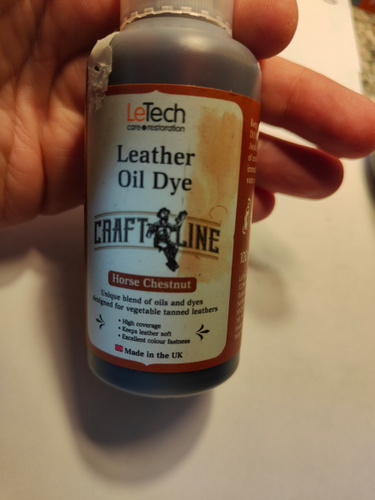 LeTech
care restoration
Leather
Oil Dye
CRAFT LINE
Horse Chestnut
Unique blend of oils and dyes
designed for vegetable tanned leathers
• High coverage
• Keeps leather soft
• Excellent colour fastness
Made in the UK